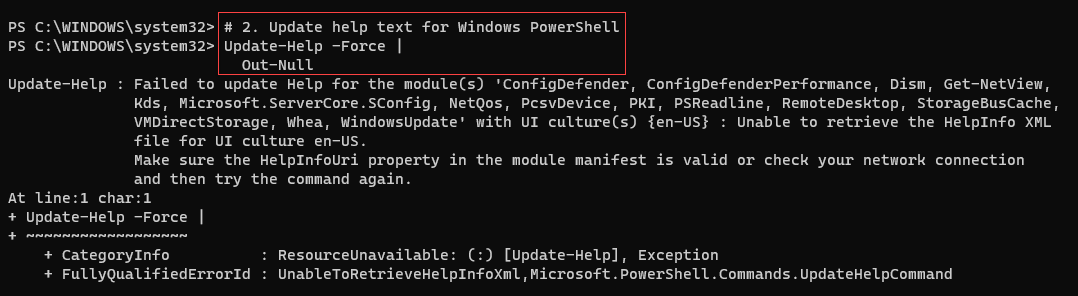 PS C:\WINDOWS\system32> # 2. Update help text for Windows PowerShell
PS C:\WINDOWS\system32> Update-Help -Force |
Out-Null
Update-Help : Failed to update Help for the module(s) 'ConfigDefender, ConfigDefenderPerformance, Dism, Get-NetView,
Kds, Microsoft.ServerCore.SConfig, NetQos, PcsvDevice, PKI, PSReadline, RemoteDesktop, StorageBusCache,
VMDirectStorage, Whea, WindowsUpdate' with UI culture(s) {en-US} : Unable to retrieve the HelpInfo XML
file for UI culture en-US.
Make sure the HelpInfoUri property in the module manifest is valid or check your network connection
and then try the command again.
At line:1 char:1
+ Update-Help -Force |
+ ~~~~~~~~~~~~~~~~~~
+ CategoryInfo : ResourceUnavailable: (:) [Update-Help], Exception
+ FullyQualifiedErrorId : UnableToRetrieveHelpInfoXml,Microsoft.PowerShell.Commands.UpdateHelpCommand